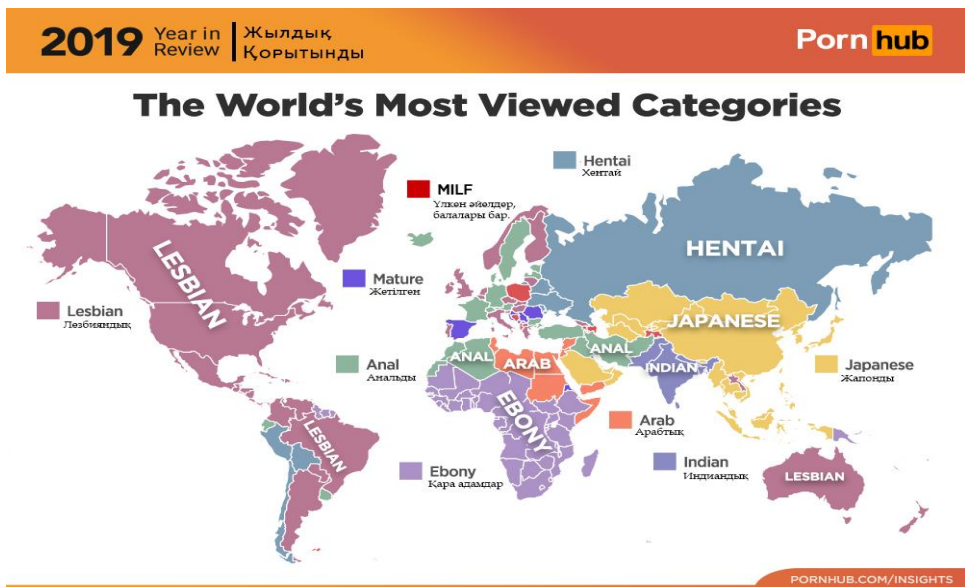 2019 Year in Review | Жылдық Қорытынды
Porn hub
The World's Most Viewed Categories
Hentai
Хентай
MILF
Үлкен әйелдер,
балалары бар.
LESBIAN
HENTAI
Mature
Жетілген
Lesbian
Лезбияндық
JAPANESE
Anal
Анальды
ANAL
ARAB
ANAL
INDIAN
Japanese
Жапонды
EBONY
Arab
Арабтық
LESBIAN
Ebony
Қара адамдар
Indian
Индиандық
LESBIAN
PORNHUB.COM/INSIGHTS